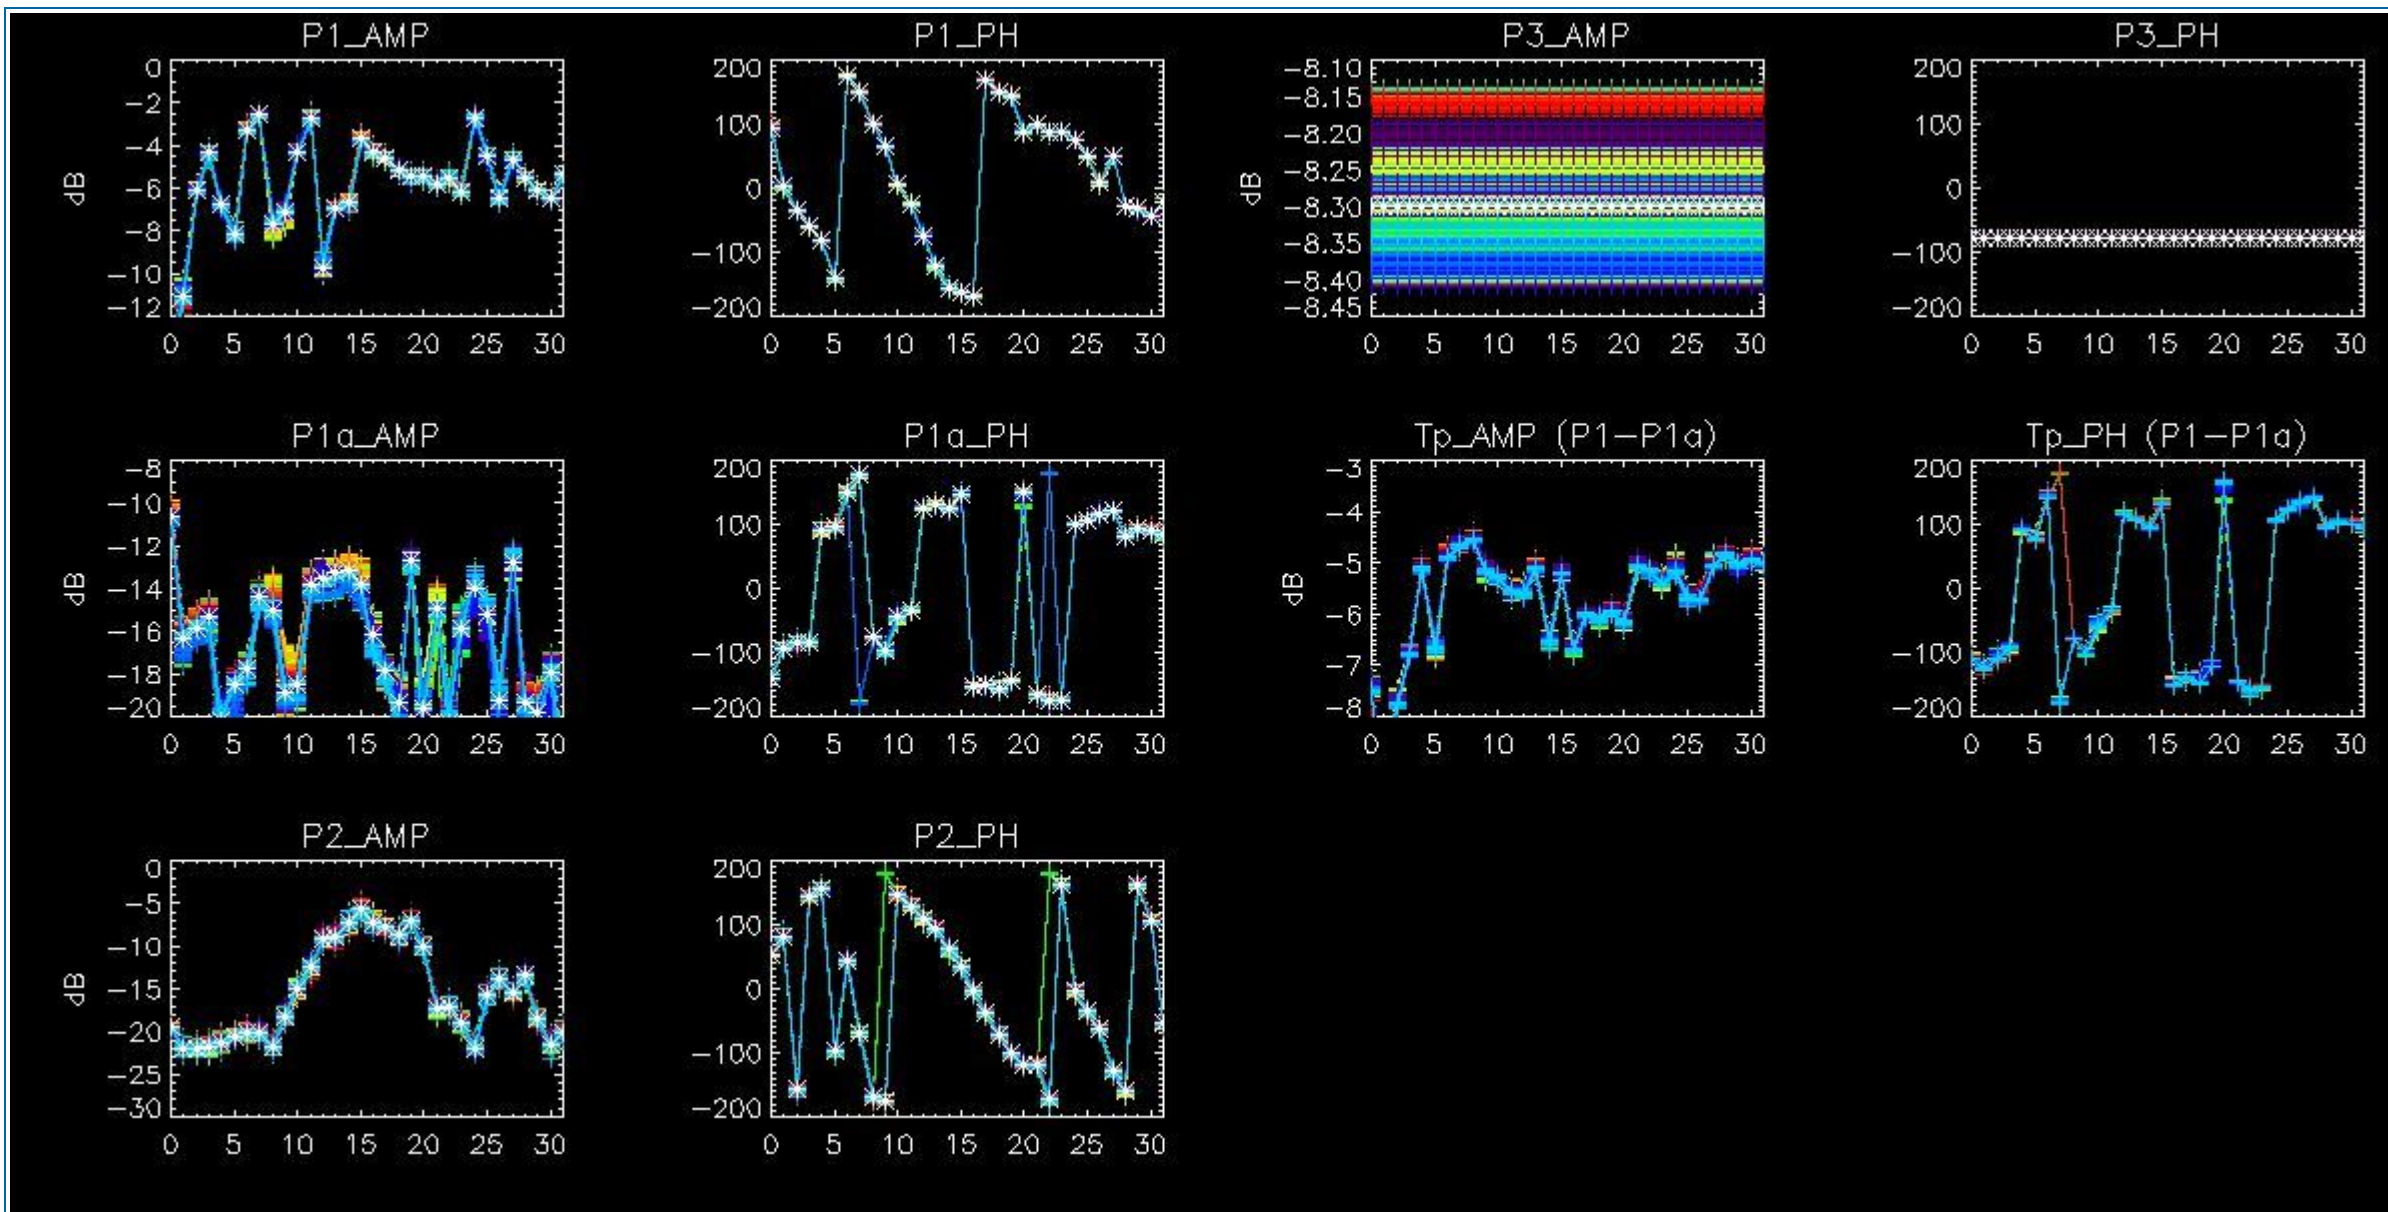 P1_AMP P1_PH P3_AMP P3_PH
0 -2 -4 -6 -8 -10 -12
dB
0 5 10 15 20 25 30
200 100 0 -100 -200
0 5 10 15 20 25 30
-8.10 -8.15 -8.20 -8.25 -8.30 -8.35 -8.40 -8.45
dB
0 5 10 15 20 25 30
200 100 0 -100 -200
0 5 10 15 20 25 30
P1a_AMP P1a_PH Tp_AMP (P1-P1a) Tp_PH (P1-P1a)
-8 -10 -12 -14 -16 -18 -20
dB
0 5 10 15 20 25 30
200 100 0 -100 -200
0 5 10 15 20 25 30
-3 -4 -5 -6 -7 -8
dB
0 5 10 15 20 25 30
200 100 0 -100 -200
0 5 10 15 20 25 30
P2_AMP P2_PH
0 -5 -10 -15 -20 -25 -30
dB
0 5 10 15 20 25 30
200 100 0 -100 -200
0 5 10 15 20 25 30